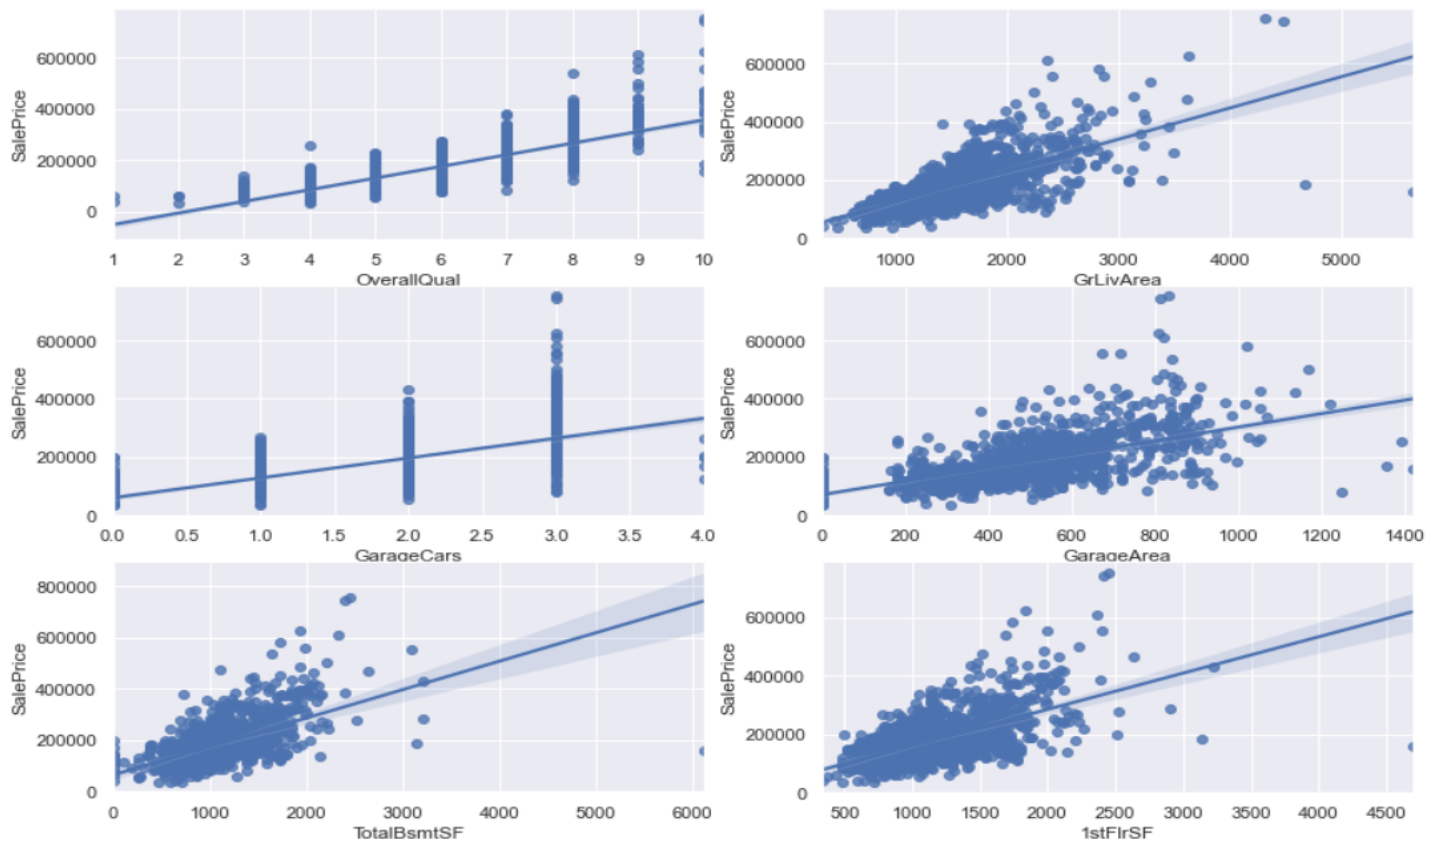 SalePrice
600000
400000
200000
0
1 2 3 4 5 6 7 8 9 10
OverallQual
SalePrice
600000
400000
200000
0
1000 2000 3000 4000 5000
GrLivArea
SalePrice
600000
400000
200000
0
0.0 0.5 1.0 1.5 2.0 2.5 3.0 3.5 4.0
GarageCars
SalePrice
600000
400000
200000
0
0 200 400 600 800 1000 1200 1400
GarageArea
SalePrice
800000
600000
400000
200000
0
0 1000 2000 3000 4000 5000 6000
TotalBsmtSF
SalePrice
600000
400000
200000
0
500 1000 1500 2000 2500 3000 3500 4000 4500
1stFlrSF